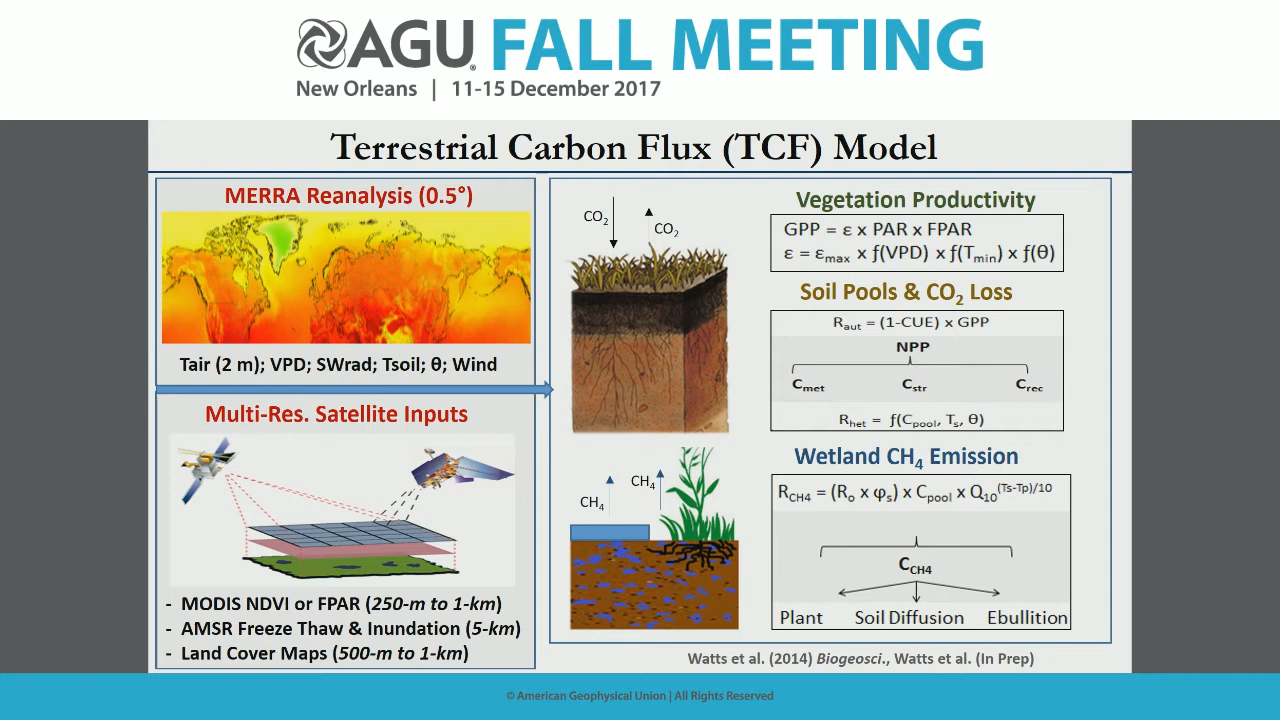 AGU FALL MEETING
New Orleans | 11-15 December 2017
Terrestrial Carbon Flux (TCF) Model
MERRA Reanalysis (0.5°)
Tair (2 m); VPD; SWrad; Tsoil; θ; Wind
Multi-Res. Satellite Inputs
- MODIS NDVI or FPAR (250-m to 1-km)
- AMSR Freeze Thaw & Inundation (5-km)
- Land Cover Maps (500-m to 1-km)
CO₂
CO₂
CH₄
CH₄
Vegetation Productivity
GPP = ε x PAR x FPAR
ε = εmax x ƒ(VPD) x ƒ(Tmin) x ƒ(θ)
Soil Pools & CO₂ Loss
Raut = (1-CUE) x GPP
NPP
Cmet Cstr Crec
Rhet = ƒ(Cpool, Ts, θ)
Wetland CH₄ Emission
RCH4 = (Ro x φs) x Cpool x Q10(Ts-Tp)/10
CCH4
Plant Soil Diffusion Ebullition
Watts et al. (2014) Biogeosci., Watts et al. (In Prep)
© American Geophysical Union | All Rights Reserved